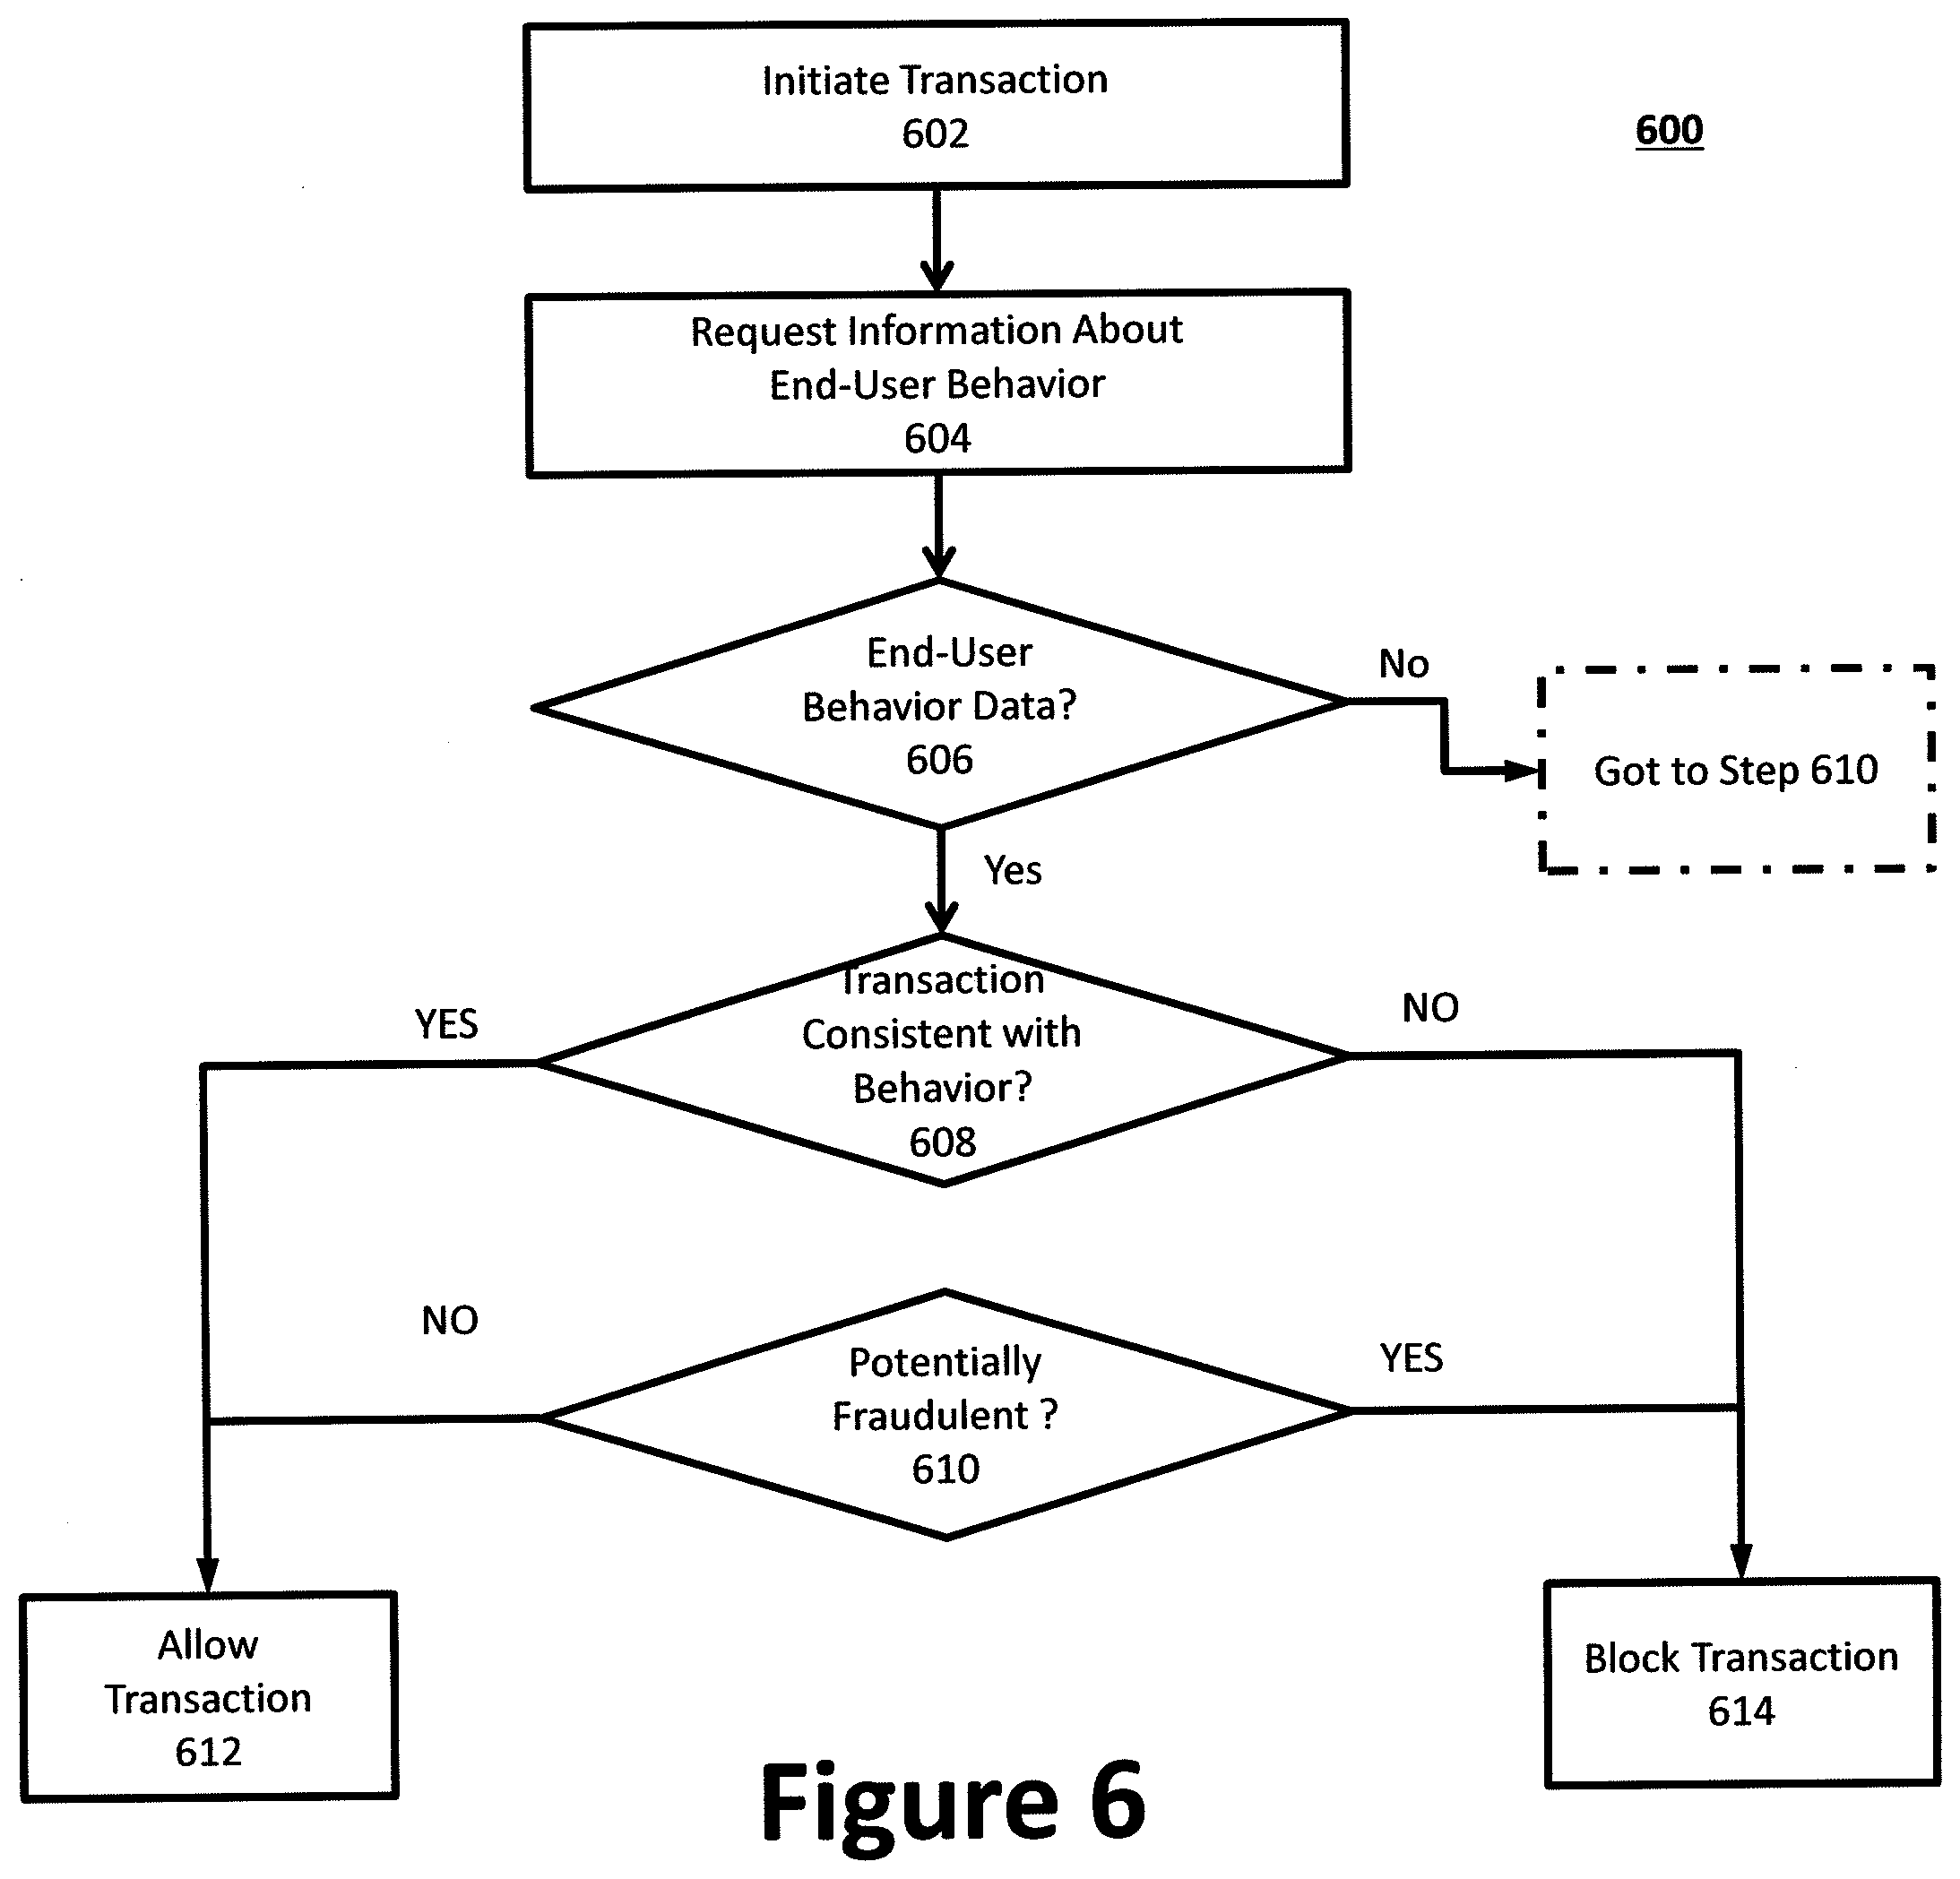 Initiate Transaction
602
600
Request Information About
End-User Behavior
604
End-User
Behavior Data?
606
No
Got to Step 610
Yes
Transaction
Consistent with
Behavior?
608
YES
NO
Potentially
Fraudulent ?
610
NO
YES
Allow
Transaction
612
Block Transaction
614
Figure 6